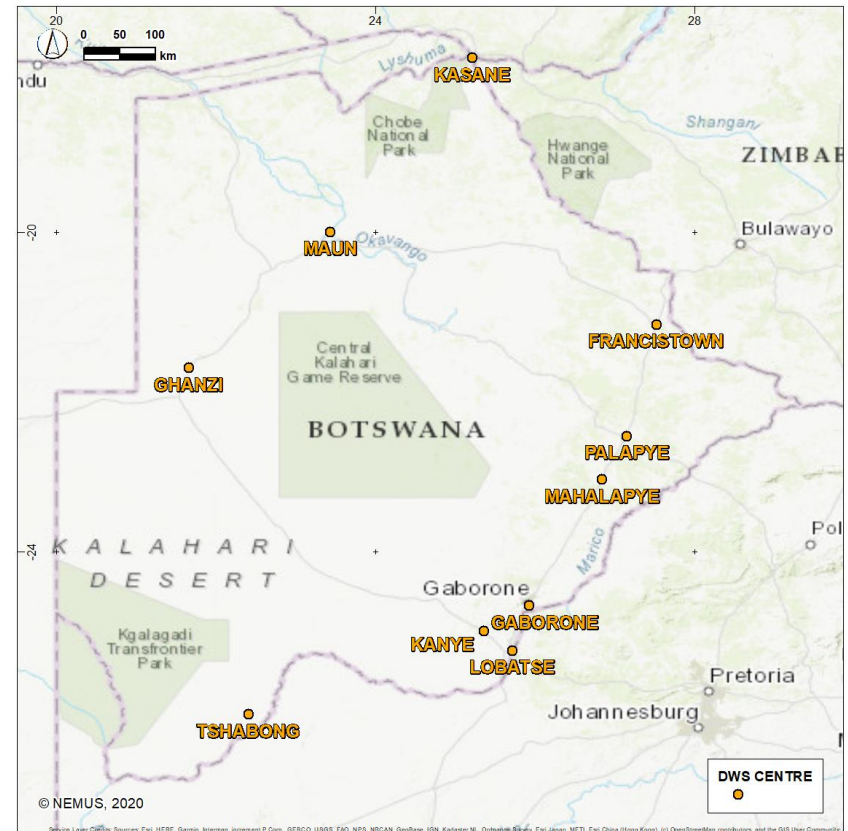 20
24
28
0 50 100
km
ndu
Lyshuma
KASANE
Chobe
National
Park
Hwange
National
Park
Shangani
ZIMBAB
-20
MAUN
Okavango
Bulawayo
FRANCISTOWN
Central
Kalahari
Game Reserve
GHANZI
BOTSWANA
PALAPYE
MAHALAPYE
-24
KALAHARI
DESERT
Marico
Pol
Gaborone
GABORONE
Kgalagadi
Transfrontier
Park
KANYE
LOBATSE
Pretoria
TSHABONG
Johannesburg
DWS CENTRE
© NEMUS, 2020